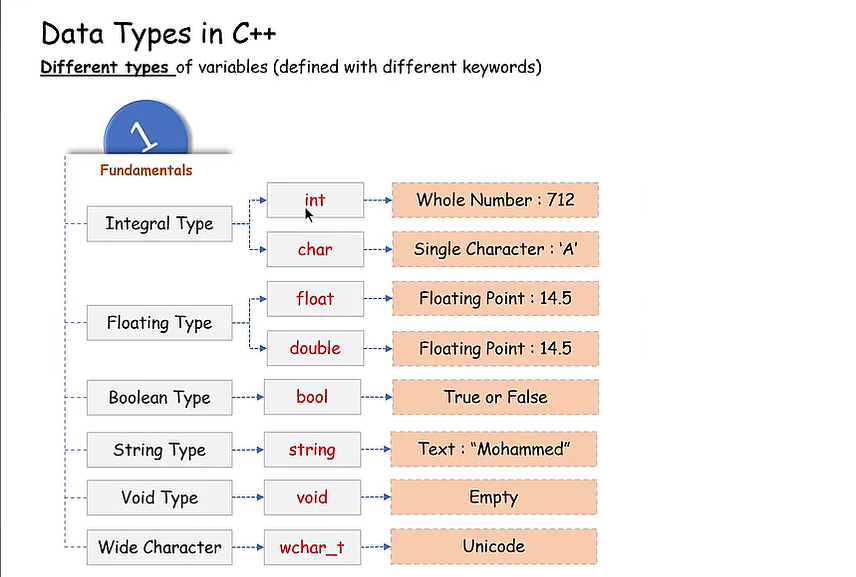 Data Types in C++
Different types of variables (defined with different keywords)
1
Fundamentals
Integral Type
int
Whole Number : 712
char
Single Character : ‘A’
Floating Type
float
Floating Point : 14.5
double
Floating Point : 14.5
Boolean Type
bool
True or False
String Type
string
Text : “Mohammed”
Void Type
void
Empty
Wide Character
wchar_t
Unicode